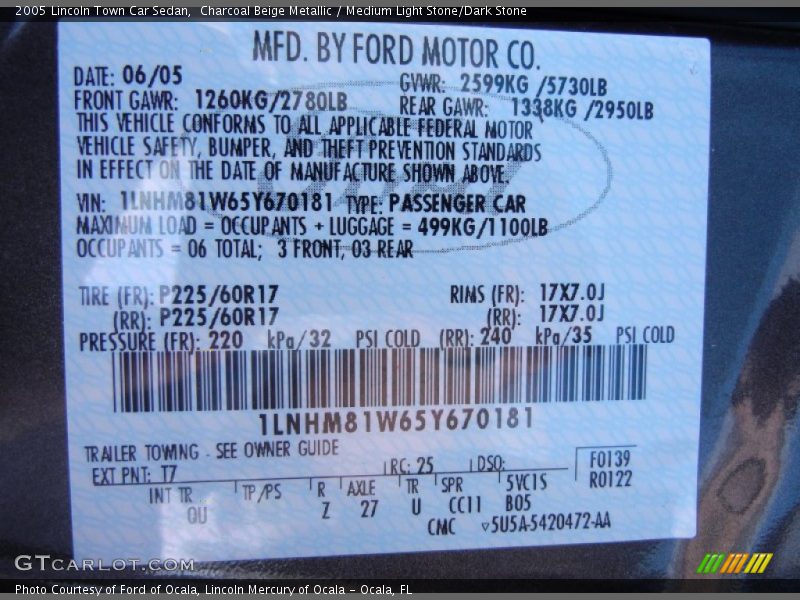 2005 Lincoln Town Car Sedan,  Charcoal Beige Metallic / Medium Light Stone/Dark Stone
MFD. BY FORD MOTOR CO.
DATE: 06/05 GVWR: 2599KG /5730LB
FRONT GAWR: 1260KG/2780LB REAR GAWR: 1338KG /2950LB
THIS VEHICLE CONFORMS TO ALL APPLICABLE FEDERAL MOTOR
VEHICLE SAFETY, BUMPER, AND THEFT PREVENTION STANDARDS
IN EFFECT ON THE DATE OF MANUFACTURE SHOWN ABOVE.
VIN: 1LNHM81W65Y670181 TYPE: PASSENGER CAR
MAXIMUM LOAD = OCCUPANTS + LUGGAGE = 499KG/1100LB
OCCUPANTS = 06 TOTAL; 3 FRONT, 03 REAR
TIRE (FR): P225/60R17 RIMS (FR): 17X7.0J
(RR): P225/60R17 (RR): 17X7.0J
PRESSURE (FR): 220 kPa/32 PSI COLD (RR): 240 kPa/35 PSI COLD
1LNHM81W65Y670181
TRAILER TOWING - SEE OWNER GUIDE
EXT PNT: T7 RC: 25 DSO: F0139
R0122
INT TR TP/PS R AXLE TR SPR 5VC1S
QU Z 27 U CC11 B05
CMC ▿5U5A-5420472-AA
GTCARLOT.COM
Photo Courtesy of Ford of Ocala, Lincoln Mercury of Ocala - Ocala, FL